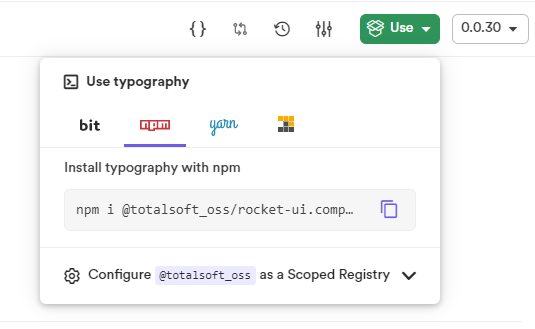 {} Use 0.0.30
Use typography
bit npm yarn
Install typography with npm
npm i @totalsoft_oss/rocket-ui.comp…
Configure @totalsoft_oss as a Scoped Registry